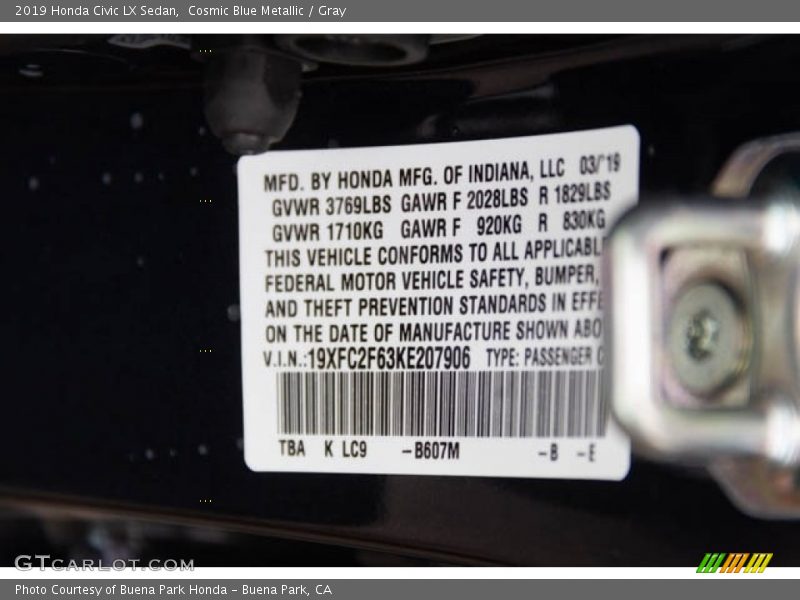 2019 Honda Civic LX Sedan, Cosmic Blue Metallic / Gray
MFD. BY HONDA MFG. OF INDIANA, LLC 03/'19
GVWR 3769LBS GAWR F 2028LBS R 1829LBS
GVWR 1710KG GAWR F 920KG R 830KG
THIS VEHICLE CONFORMS TO ALL APPLICABL
FEDERAL MOTOR VEHICLE SAFETY, BUMPER,
AND THEFT PREVENTION STANDARDS IN EFFE
ON THE DATE OF MANUFACTURE SHOWN ABO
V.I.N.:19XFC2F63KE207906 TYPE: PASSENGER C
TBA K LC9 -B607M -B -E
GTCARLOT.COM
Photo Courtesy of Buena Park Honda - Buena Park, CA